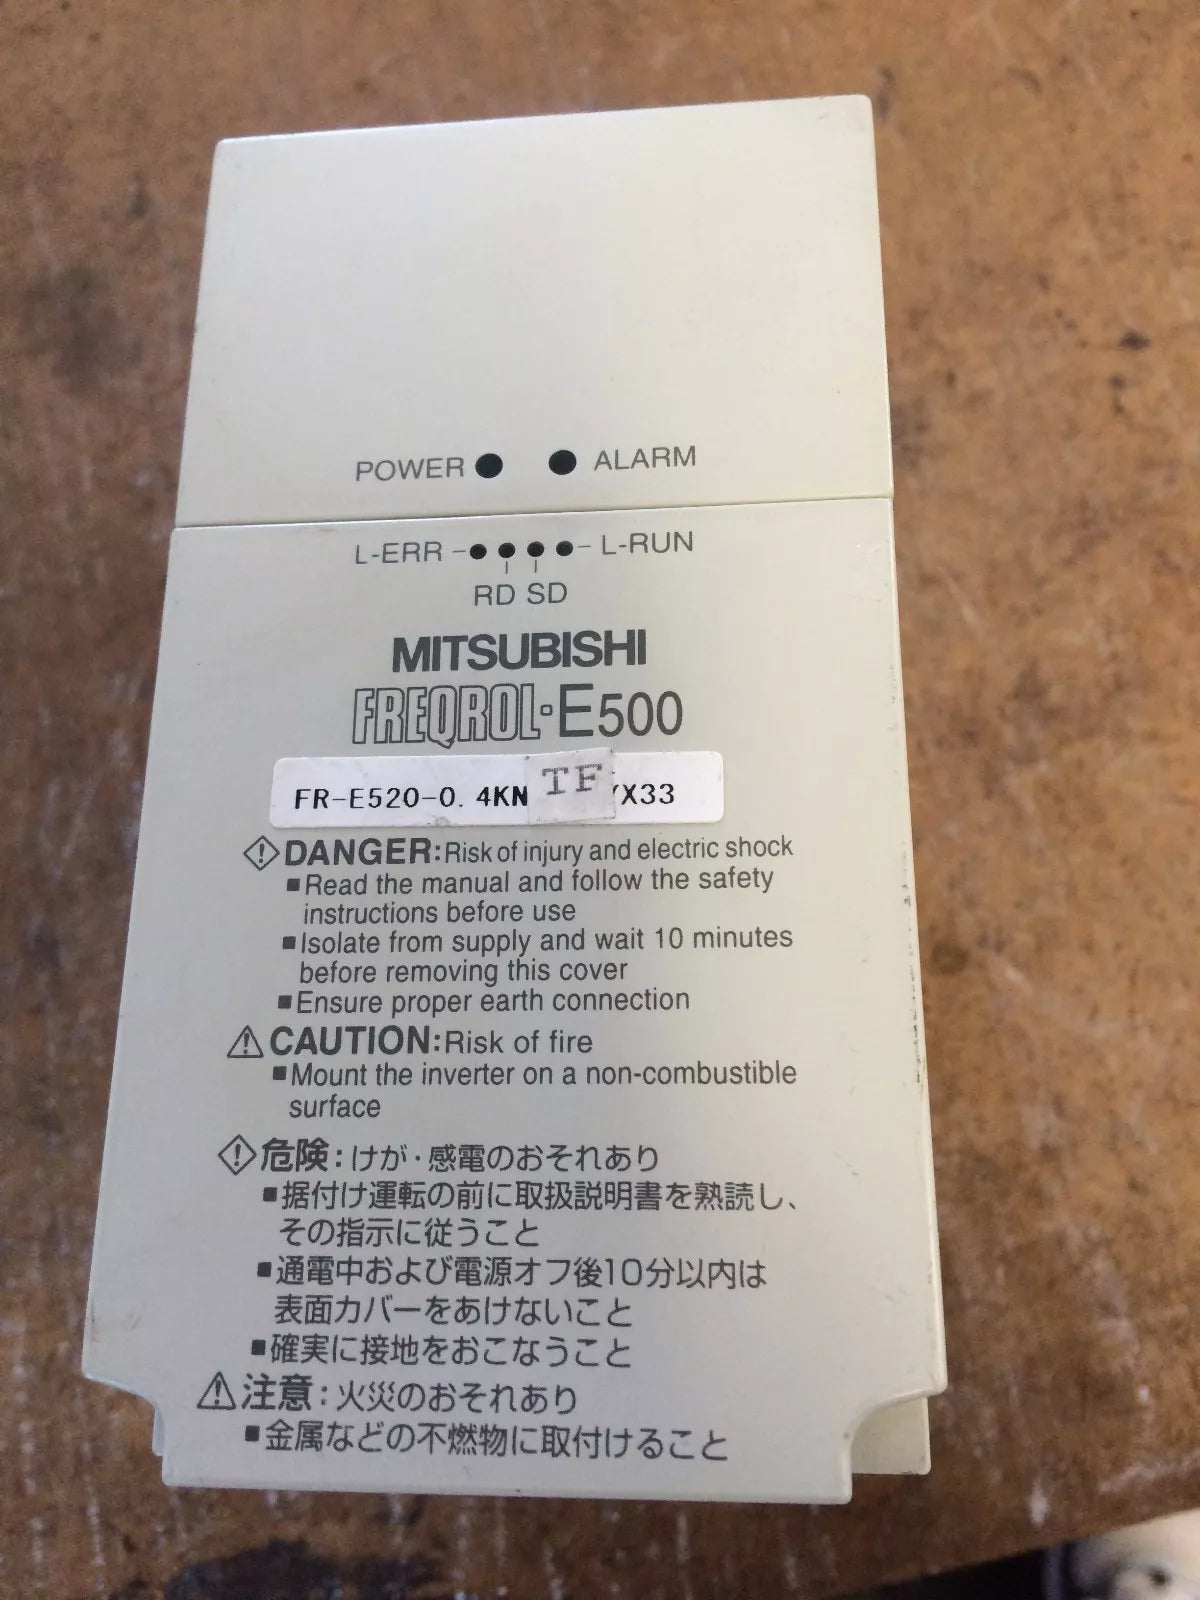 POWER ALARM
L-ERR L-RUN
RD SD
MITSUBISHI
FREQROL-E500
FR-E520-0.4KN TF X33
DANGER:Risk of injury and electric shock
■Read the manual and follow the safety
instructions before use
■Isolate from supply and wait 10 minutes
before removing this cover
■Ensure proper earth connection
CAUTION:Risk of fire
■Mount the inverter on a non-combustible
surface
危険:けが・感電のおそれあり
■据付け運転の前に取扱説明書を熟読し、
その指示に従うこと
■通電中および電源オフ後10分以内は
表面カバーをあけないこと
■確実に接地をおこなうこと
注意:火災のおそれあり
■金属などの不燃物に取付けること